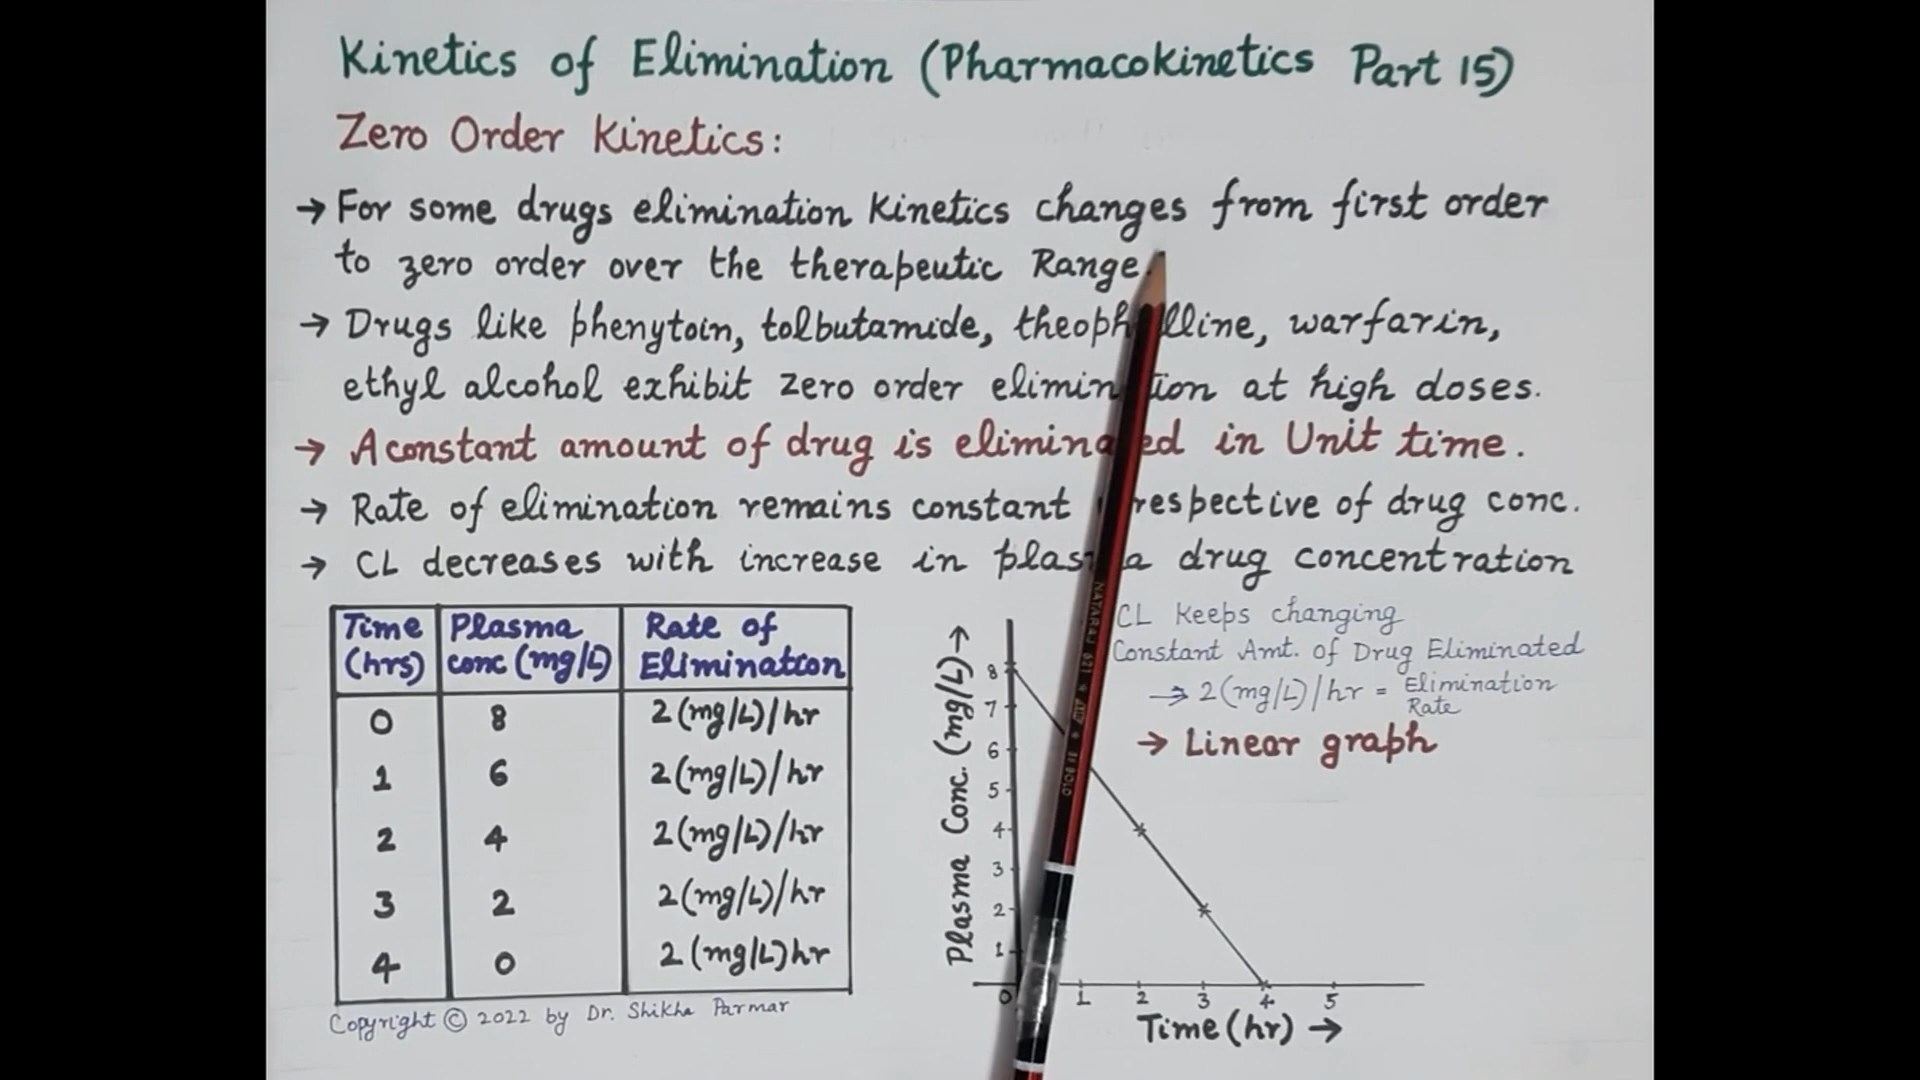 Kinetics of Elimination (Pharmacokinetics Part 15)
Zero Order Kinetics:
→ For some drugs elimination Kinetics changes from first order
to zero order over the therapeutic Range.
→ Drugs like phenytoin, tolbutamide, warfarin,
ethyl alcohol exhibit zero order at high doses.
→ A constant amount of drug is in Unit time.
→ Rate of elimination remains constant of drug conc.
→ CL decreases with increase in drug concentration
Time (hrs) Plasma conc (mg/L) Rate of Elimination
0 8 2(mg/L)/hr
1 6 2(mg/L)/hr
2 4 2(mg/L)/hr
3 2 2(mg/L)/hr
4 0 2(mg/L)hr
Copyright © 2022 by Dr. Shikha Parmar
CL Keeps changing
Constant Amt. of Drug Eliminated
→ 2(mg/L)/hr = Elimination Rate
→ Linear graph
Plasma Conc. (mg/L) →
8
7
6
5
4
3
2
1
0 1 2 3 4 5
Time (hr) →
NATARAJ 621
BOLD